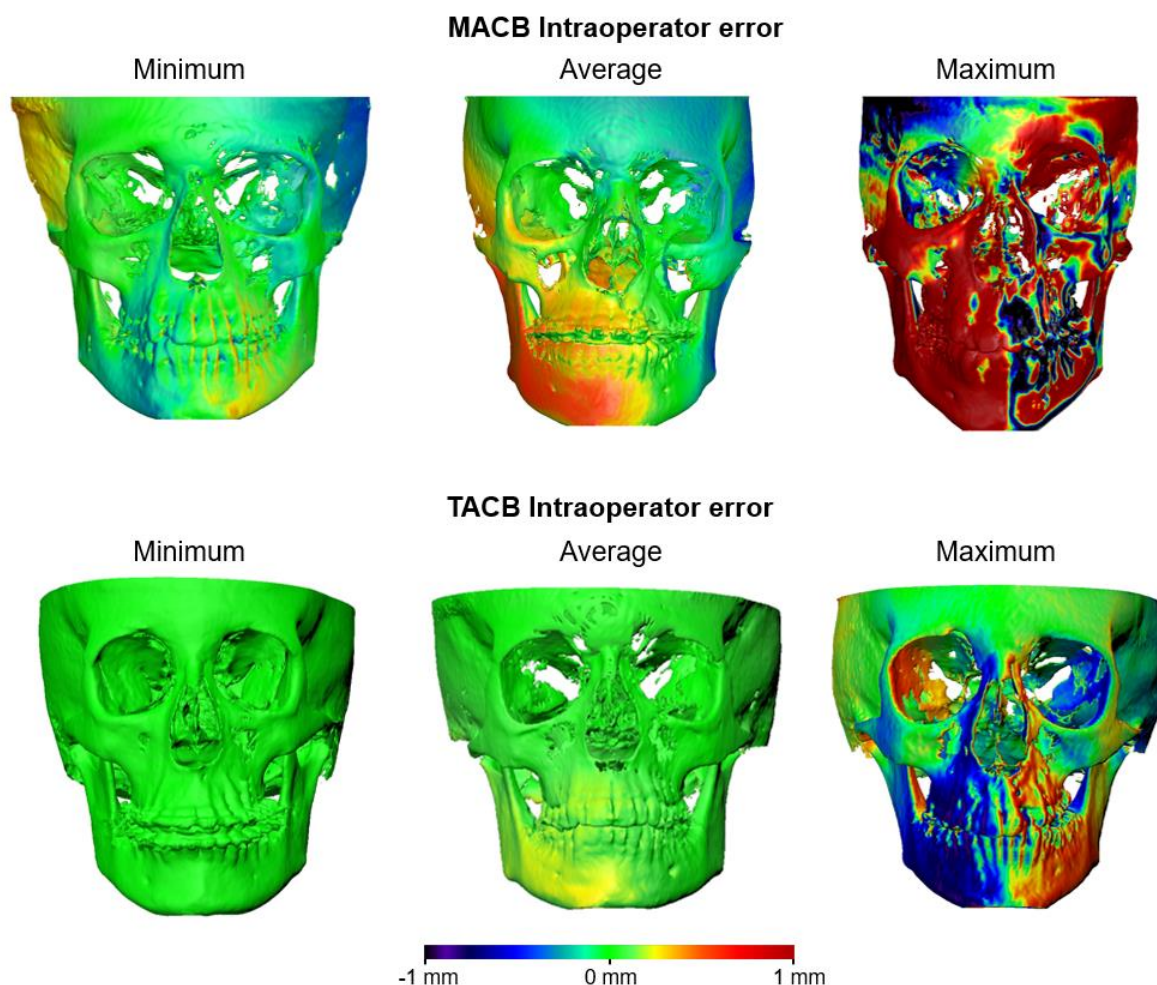 MACB Intraoperator error
Minimum Average Maximum
TACB Intraoperator error
Minimum Average Maximum
-1 mm 0 mm 1 mm